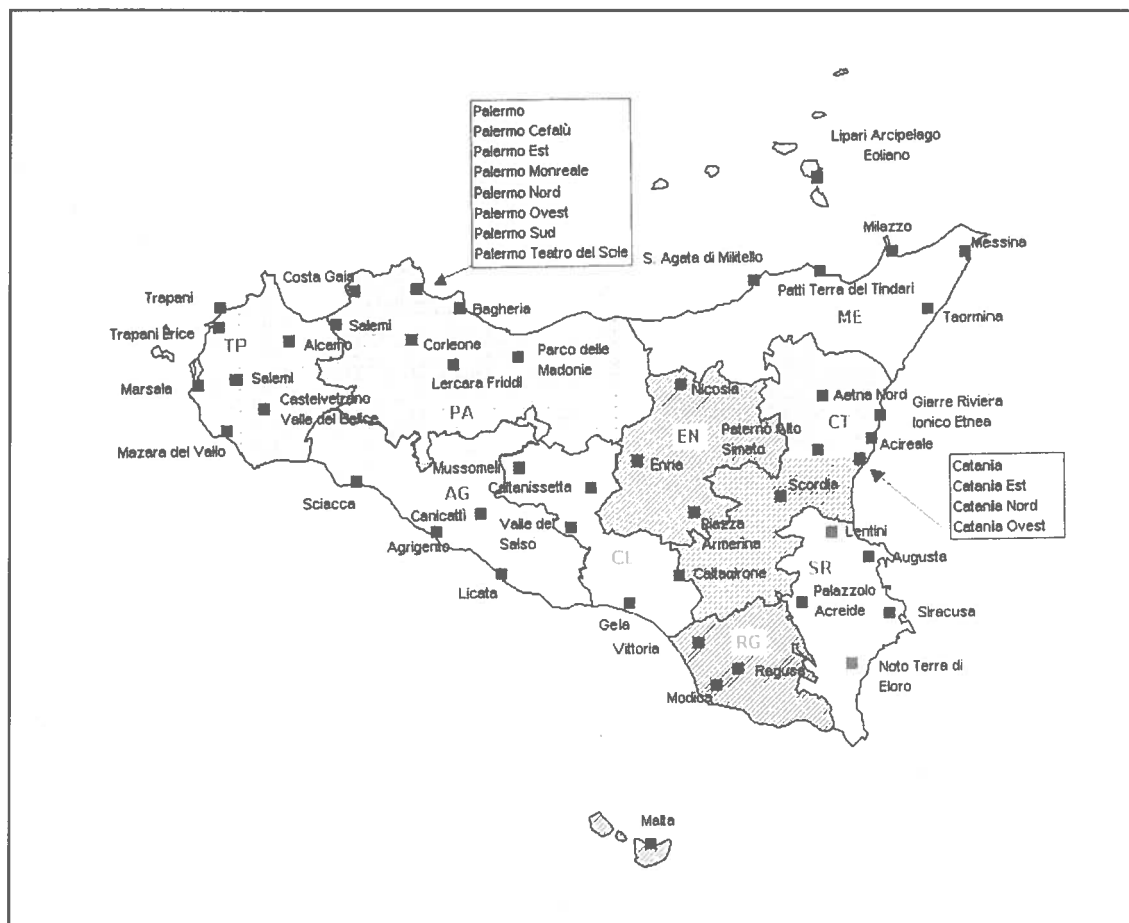 Palermo
Palermo Cefalù
Palermo Est
Palermo Monreale
Palermo Nord
Palermo Ovest
Palermo Sud
Palermo Teatro del Sole
Lipari Arcipelago
Eoliano
Milazzo
Messina
S. Agata di Militello
Patti Terra del Tindari
ME
Taormina
Costa Gaia
Bagheria
Trapani
Trapani Erice
TP
Alcamo
Salemi
Corleone
Lercara Friddi
Parco delle
Madonie
PA
Marsala
Salemi
Castelvetrano
Valle del Belice
Mazara del Vallo
Nicosia
EN
Enna
Aetna Nord
CT
Giarre Riviera
Ionico Etnea
Paternò Alto
Simeto
Acireale
Scordia
Catania
Catania Est
Catania Nord
Catania Ovest
Mussomeli
AG
Caltanissetta
Sciacca
Canicattì
Agrigento
Valle del
Salso
Licata
CL
Piazza
Armerina
Caltagirone
Gela
Lentini
Augusta
SR
Palazzolo
Acreide
Siracusa
Vittoria
RG
Ragusa
Modica
Noto Terra di
Eloro
Malta